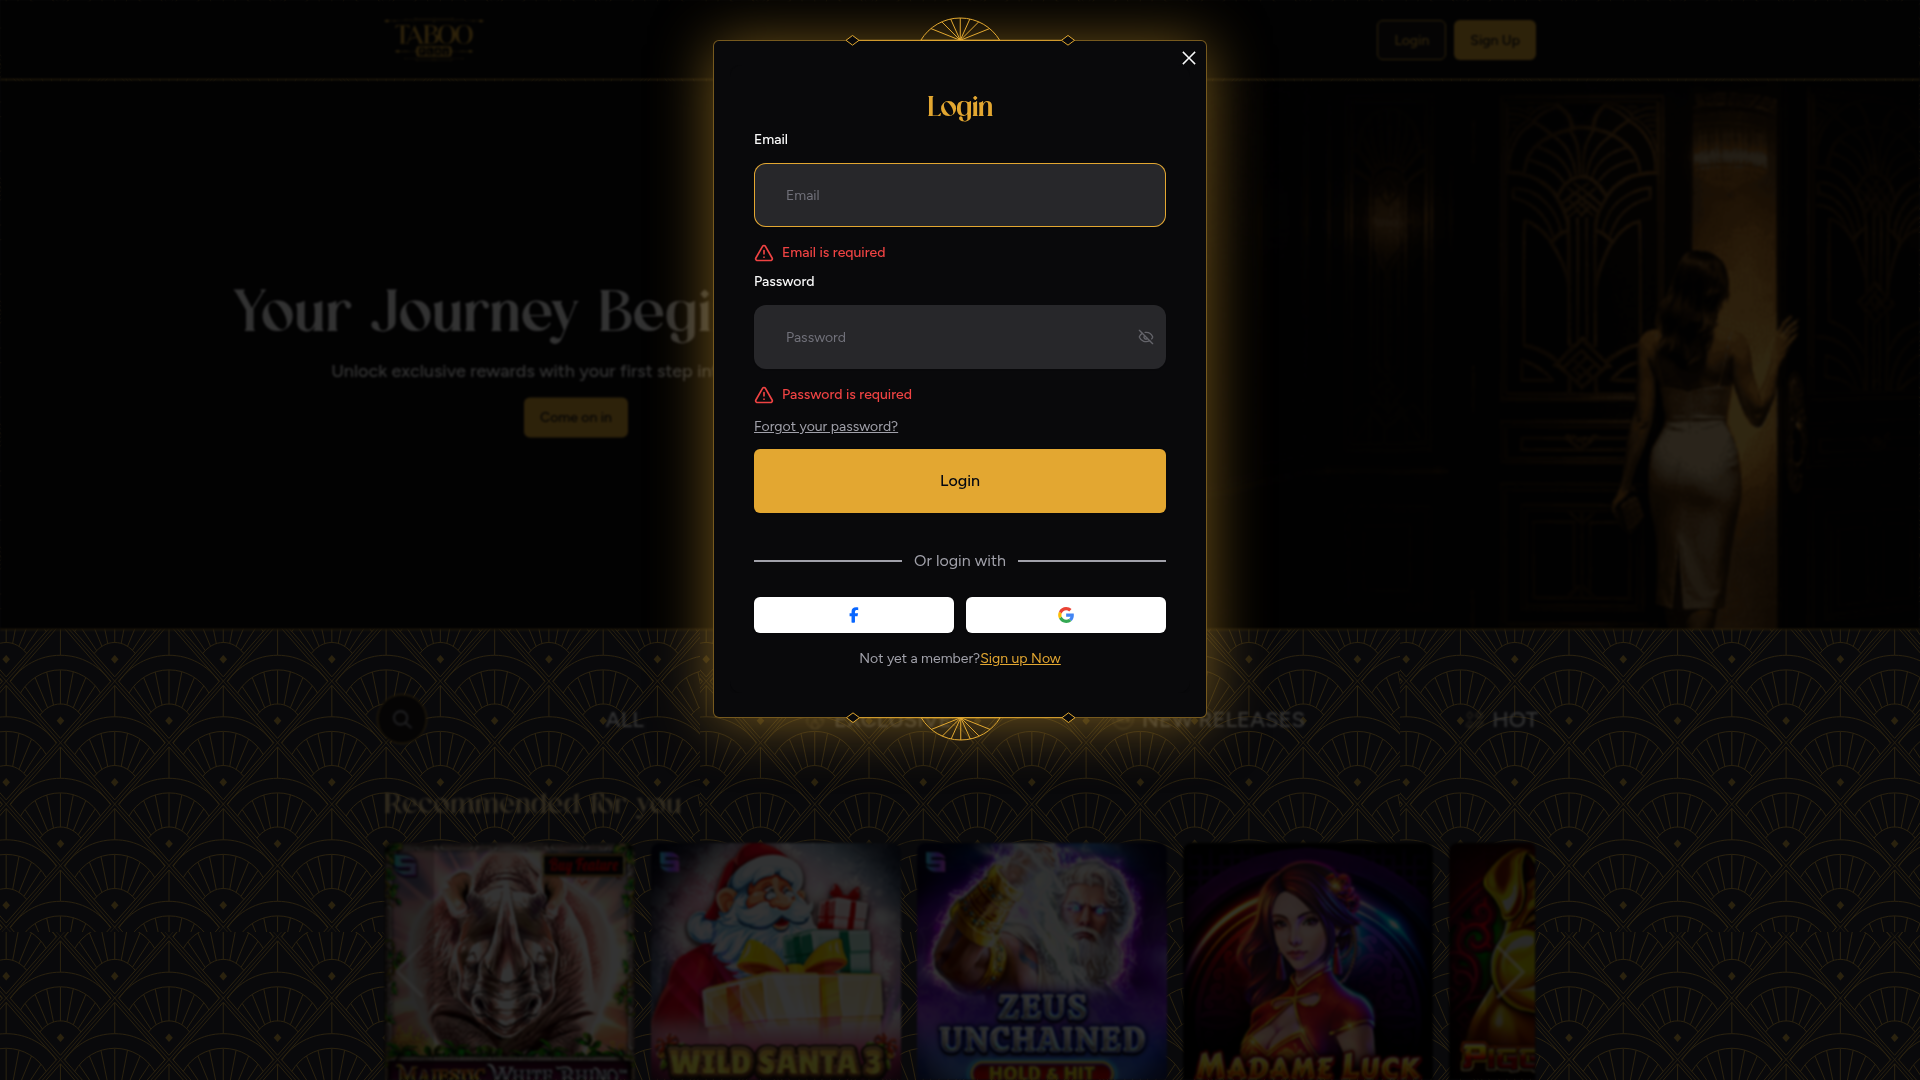 TABOO
Login
Sign Up
Login
Email
Email
Email is required
Password
Password
Password is required
Forgot your password?
Login
Or login with
Not yet a member?Sign up Now
Your Journey Begi
Unlock exclusive rewards with your first step in
Come on in
ALL
EXCLUSI
NEW RELEASES
HOT
Recommended for you
Buy Feature
MAJESTIC WHITE RHINO
WILD SANTA 3
ZEUS
UNCHAINED
HOLD & HIT
MADAME LUCK
PIGG